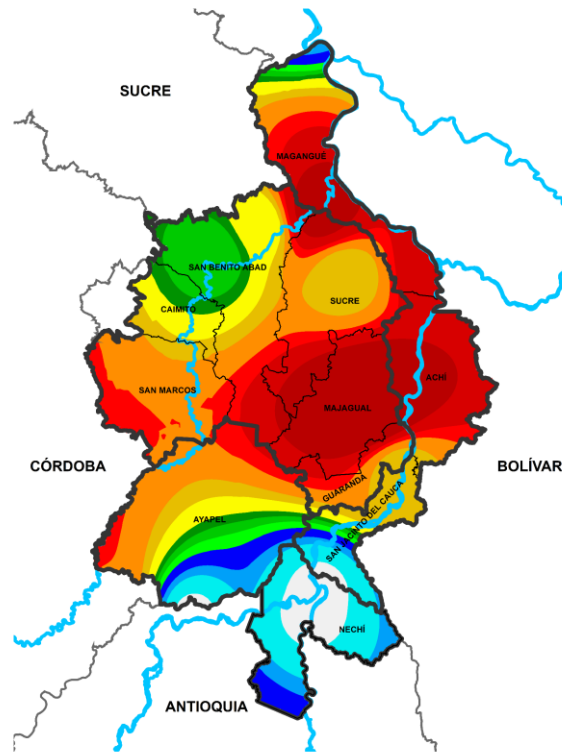 SUCRE
MAGANGUE
SAN BENITO ABAD
CAIMITO
SUCRE
SAN MARCOS
ACHÍ
MAJAGUAL
CÓRDOBA
BOLÍVAR
GUARANDA
SAN JACINTO DEL CAUCA
AYAPEL
NECHÍ
ANTIOQUIA